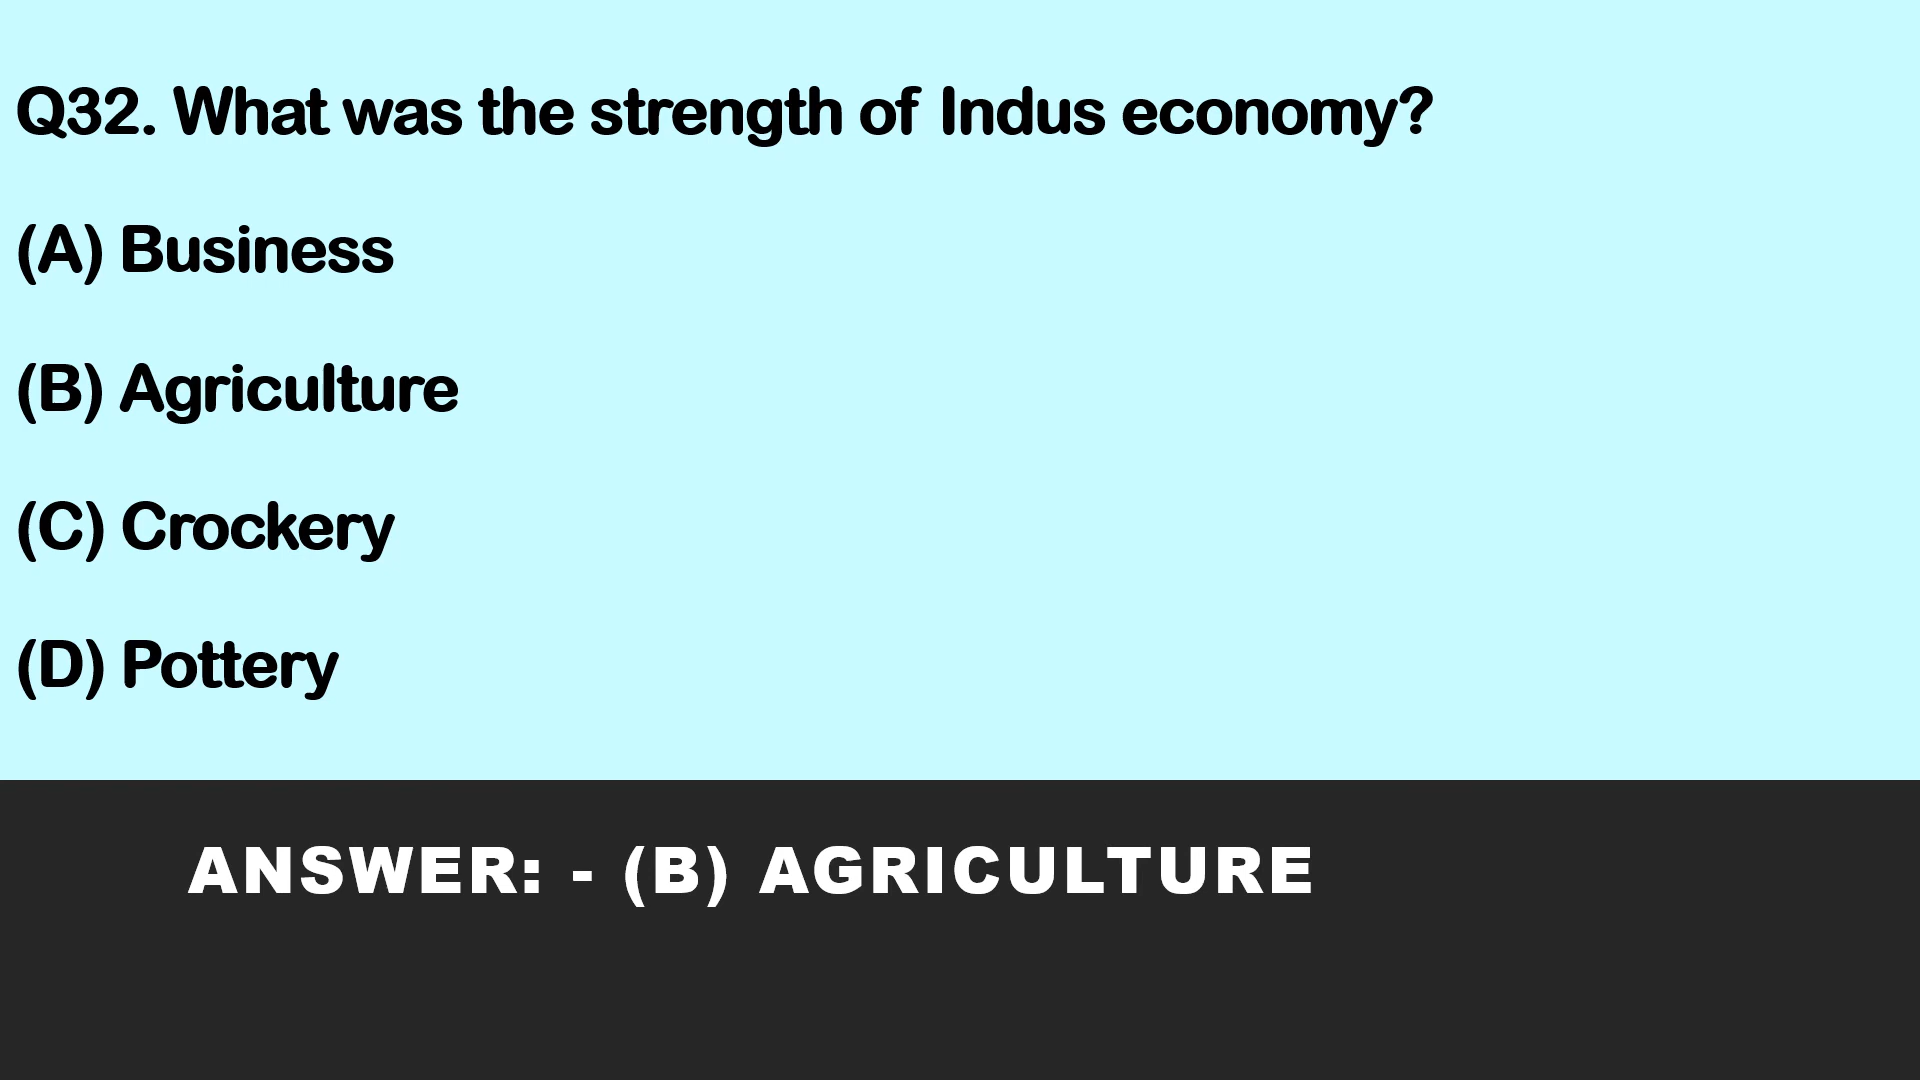 Q32. What was the strength of Indus economy?
(A) Business
(B) Agriculture
(C) Crockery
(D) Pottery
ANSWER: - (B) AGRICULTURE